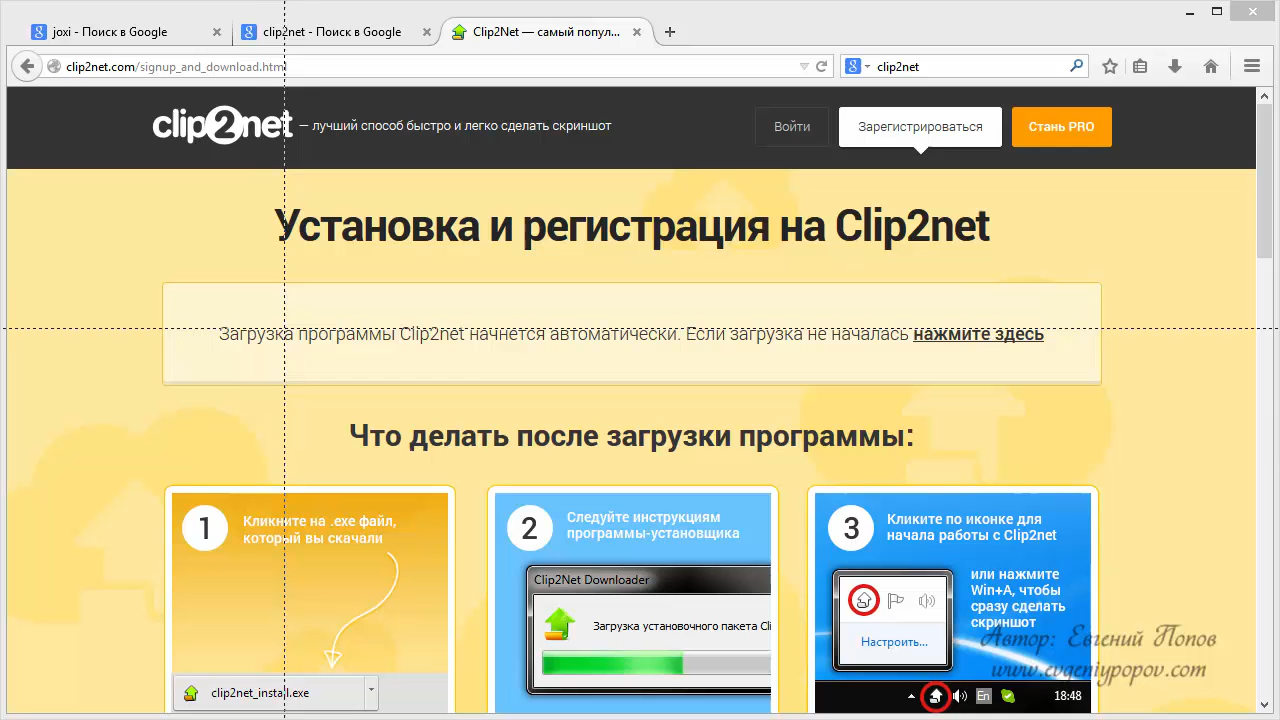 joxi - Поиск в Google
clip2net - Поиск в Google
Clip2Net — самый попул...
clip2net.com/signup_and_download.html
clip2net
clip2net — лучший способ быстро и легко сделать скриншот
Войти
Зарегистрироваться
Стань PRO
Установка и регистрация на Clip2net
Загрузка программы Clip2net начнется автоматически. Если загрузка не началась нажмите здесь
Что делать после загрузки программы:
1
Кликните на .exe файл,
который вы скачали
clip2net_install.exe
2
Следуйте инструкциям
программы-установщика
Clip2Net Downloader
Загрузка установочного пакета Cli
3
Кликите по иконке для
начала работы с Clip2net
или нажмите
Win+A, чтобы
сразу сделать
скриншот
Настроить...
En
18:48
Автор: Евгений Попов
www.evgeniypopov.com